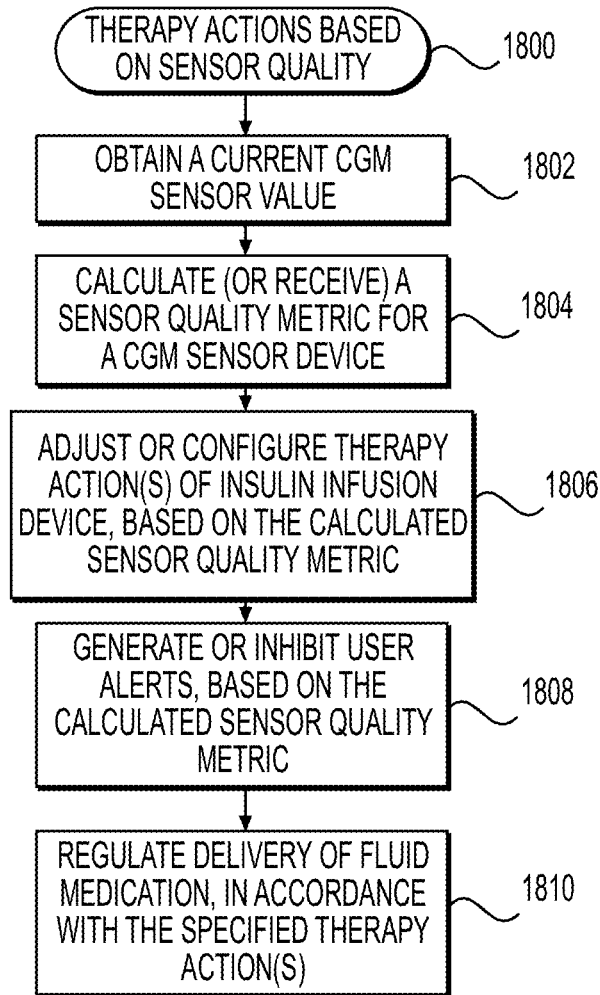 THERAPY ACTIONS BASED
ON SENSOR QUALITY
1800
OBTAIN A CURRENT CGM
SENSOR VALUE
1802
CALCULATE (OR RECEIVE) A
SENSOR QUALITY METRIC FOR
A CGM SENSOR DEVICE
1804
ADJUST OR CONFIGURE THERAPY
ACTION(S) OF INSULIN INFUSION
DEVICE, BASED ON THE CALCULATED
SENSOR QUALITY METRIC
1806
GENERATE OR INHIBIT USER
ALERTS, BASED ON THE
CALCULATED SENSOR QUALITY
METRIC
1808
REGULATE DELIVERY OF FLUID
MEDICATION, IN ACCORDANCE
WITH THE SPECIFIED THERAPY
ACTION(S)
1810